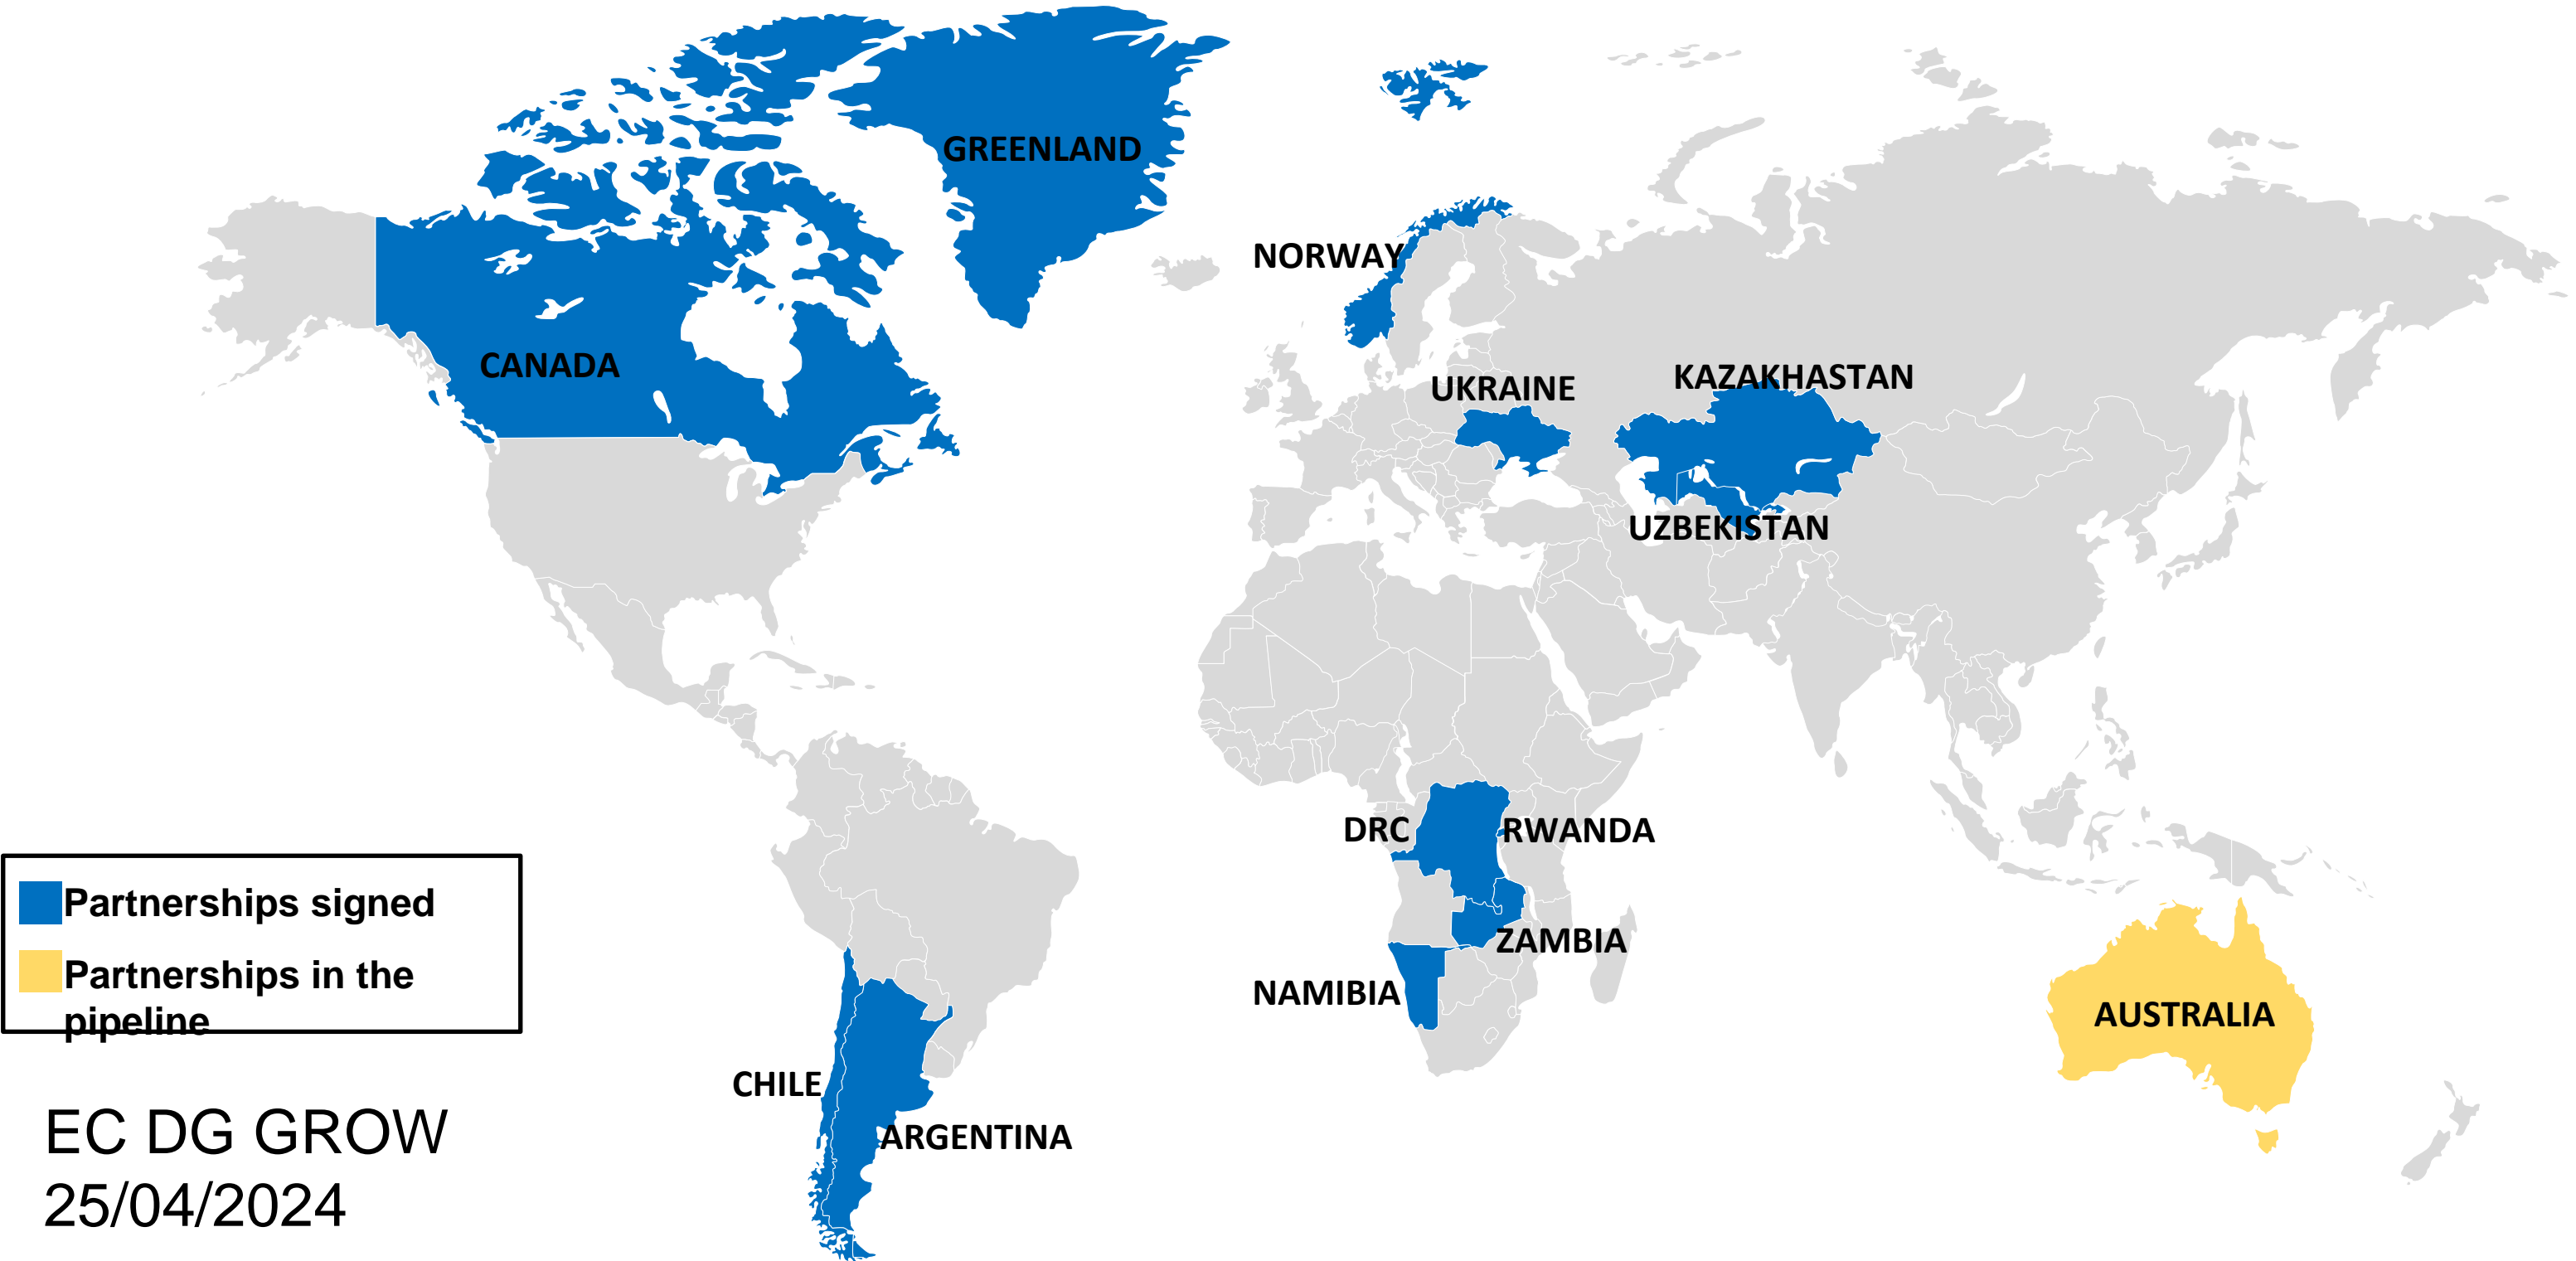 GREENLAND
NORWAY
CANADA
UKRAINE
KAZAKHSTAN
UZBEKISTAN
DRC
RWANDA
ZAMBIA
NAMIBIA
AUSTRALIA
CHILE
ARGENTINA
Partnerships signed
Partnerships in the
pipeline
EC DG GROW
25/04/2024